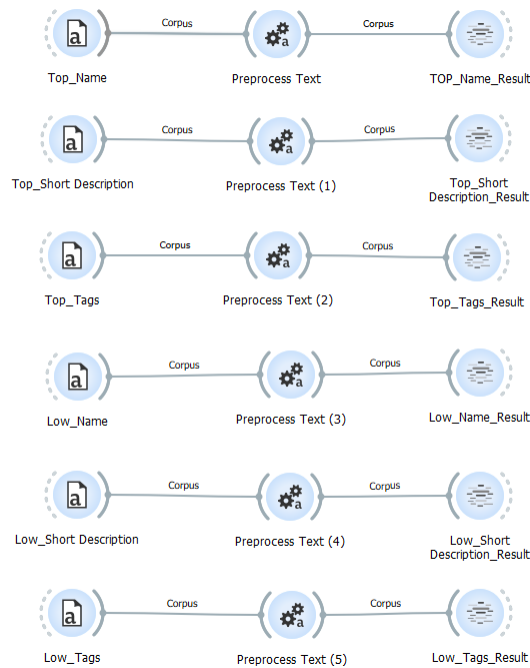 Corpus Corpus
Top_Name Preprocess Text TOP_Name_Result
Corpus Corpus
Top_Short Description Preprocess Text (1) Top_Short
Description_Result
Corpus Corpus
Top_Tags Preprocess Text (2) Top_Tags_Result
Corpus Corpus
Low_Name Preprocess Text (3) Low_Name_Result
Corpus Corpus
Low_Short Description Preprocess Text (4) Low_Short
Description_Result
Corpus Corpus
Low_Tags Preprocess Text (5) Low_Tags_Result